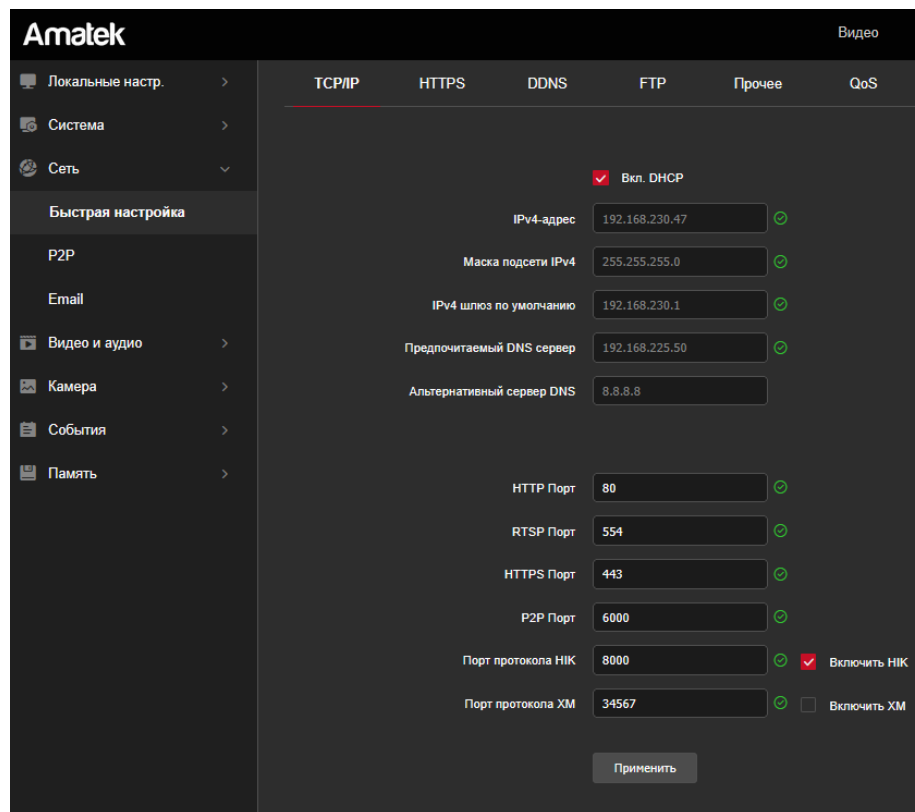 Amatek
Видео
Локальные настр.
Система
Сеть
Быстрая настройка
P2P
Email
Видео и аудио
Камера
События
Память
TCP/IP HTTPS DDNS FTP Прочее QoS
Вкл. DHCP
IPv4-адрес 192.168.230.47
Маска подсети IPv4 255.255.255.0
IPv4 шлюз по умолчанию 192.168.230.1
Предпочитаемый DNS сервер 192.168.225.50
Альтернативный сервер DNS 8.8.8.8
HTTP Порт 80
RTSP Порт 554
HTTPS Порт 443
P2P Порт 6000
Порт протокола HIK 8000 Включить HIK
Порт протокола XM 34567 Включить XM
Применить